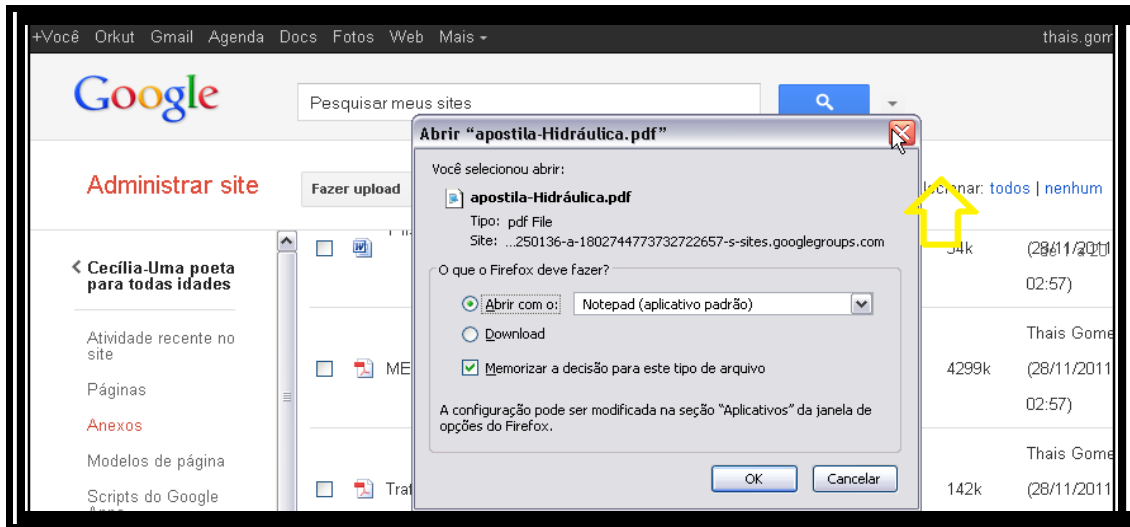 +Você Orkut Gmail Agenda Docs Fotos Web Mais
Google
Pesquisar meus sites
Administrar site
Fazer upload
todos | nenhum
Cecília-Uma poeta
para todas idades
Atividade recente no
site
Páginas
Anexos
Modelos de página
Scripts do Google
Abrir "apostila-Hidráulica.pdf"
Você selecionou abrir:
apostila-Hidráulica.pdf
Tipo: pdf File
Site: ...250136-a-1802744773732722657-s-sites.googlegroups.com
O que o Firefox deve fazer?
Abrir com o: Notepad (aplicativo padrão)
Download
Memorizar a decisão para este tipo de arquivo
A configuração pode ser modificada na seção "Aplicativos" da janela de
opções do Firefox.
OK Cancelar
02:57)
Thais Gome
ME 4299k (28/11/2011
02:57)
Thais Gome
142k (28/11/2011